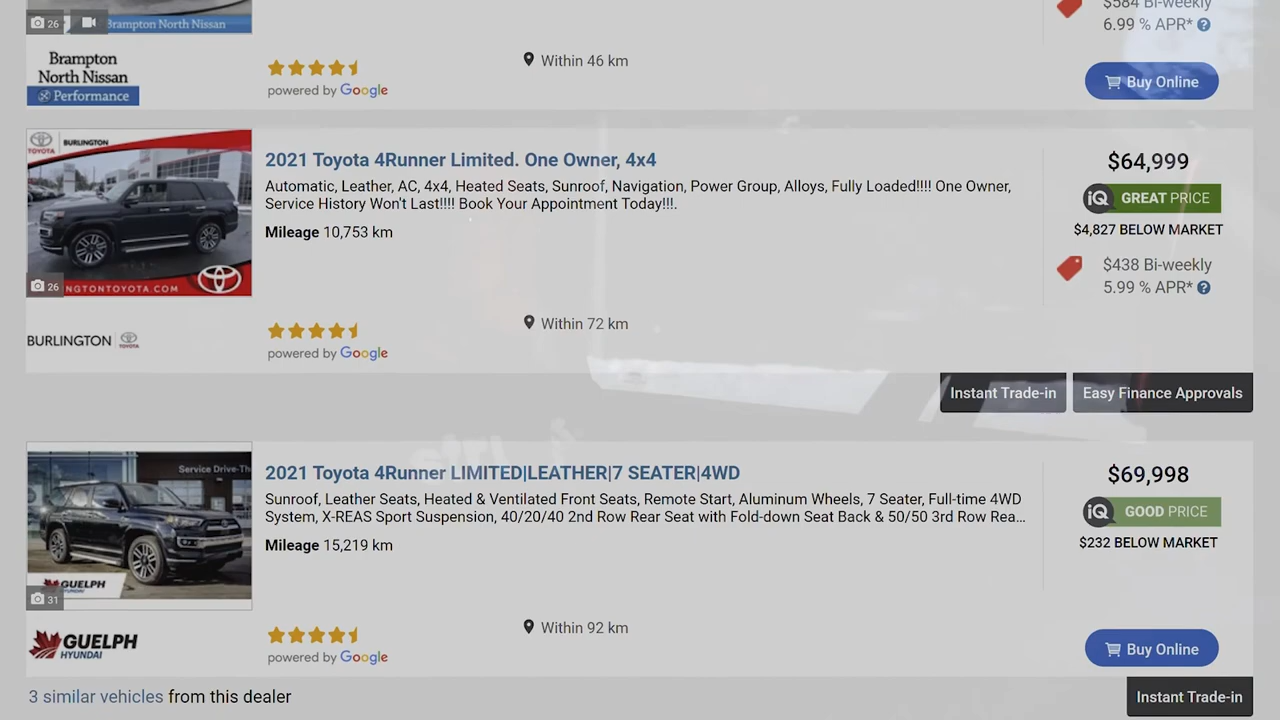 $584 Bi-weekly
26
Brampton North Nissan
6.99 % APR*
Brampton
North Nissan
Performance
Within 46 km
powered by Google
Buy Online
TOYOTA
BURLINGTON
2021 Toyota 4Runner Limited. One Owner, 4x4
$64,999
Automatic, Leather, AC, 4x4, Heated Seats, Sunroof, Navigation, Power Group, Alloys, Fully Loaded!!!! One Owner,
Service History Won't Last!!!! Book Your Appointment Today!!!.
iQ GREAT PRICE
Mileage 10,753 km
$4,827 BELOW MARKET
$438 Bi-weekly
5.99 % APR*
26
NGTONTOYOTA.COM
Within 72 km
BURLINGTON TOYOTA
powered by Google
Instant Trade-in
Easy Finance Approvals
Service Drive-Th
2021 Toyota 4Runner LIMITED|LEATHER|7 SEATER|4WD
$69,998
Sunroof, Leather Seats, Heated & Ventilated Front Seats, Remote Start, Aluminum Wheels, 7 Seater, Full-time 4WD
System, X-REAS Sport Suspension, 40/20/40 2nd Row Rear Seat with Fold-down Seat Back & 50/50 3rd Row Rea...
iQ GOOD PRICE
Mileage 15,219 km
$232 BELOW MARKET
GUELPH
HYUNDAI
31
Within 92 km
GUELPH
HYUNDAI
powered by Google
Buy Online
3 similar vehicles from this dealer
Instant Trade-in